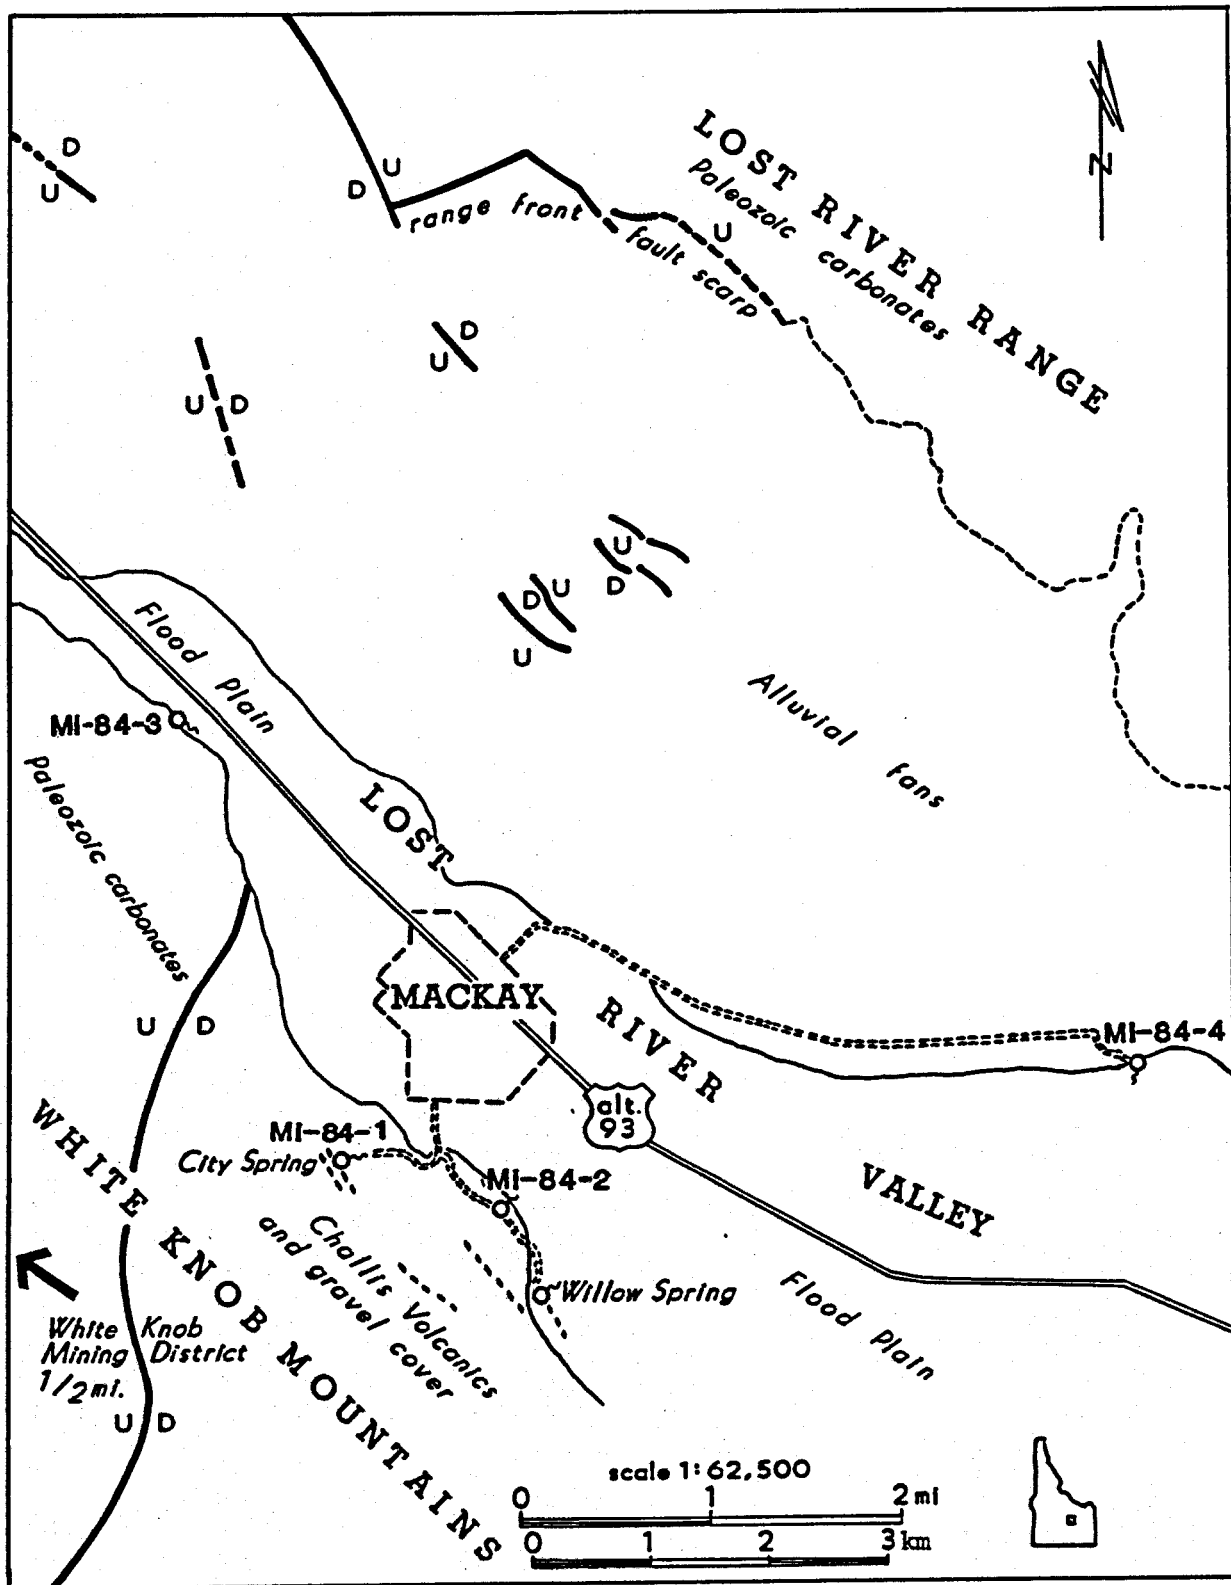 N
LOST RIVER RANGE
Paleozoic carbonates
D
U
U
D
range front fault scarp
U
D
U
U D
U
D
D U
U
Flood Plain
MI-84-3
Paleozoic carbonates
Alluvial fans
LOST RIVER VALLEY
MACKAY
MI-84-4
U D
alt.
93
MI-84-1
City Spring
MI-84-2
Willow Spring
Challis Volcanics
and gravel cover
Flood Plain
WHITE KNOB MOUNTAINS
White Knob
Mining District
1/2 mi.
U D
scale 1:62,500
0 1 2 mi
0 1 2 3 km